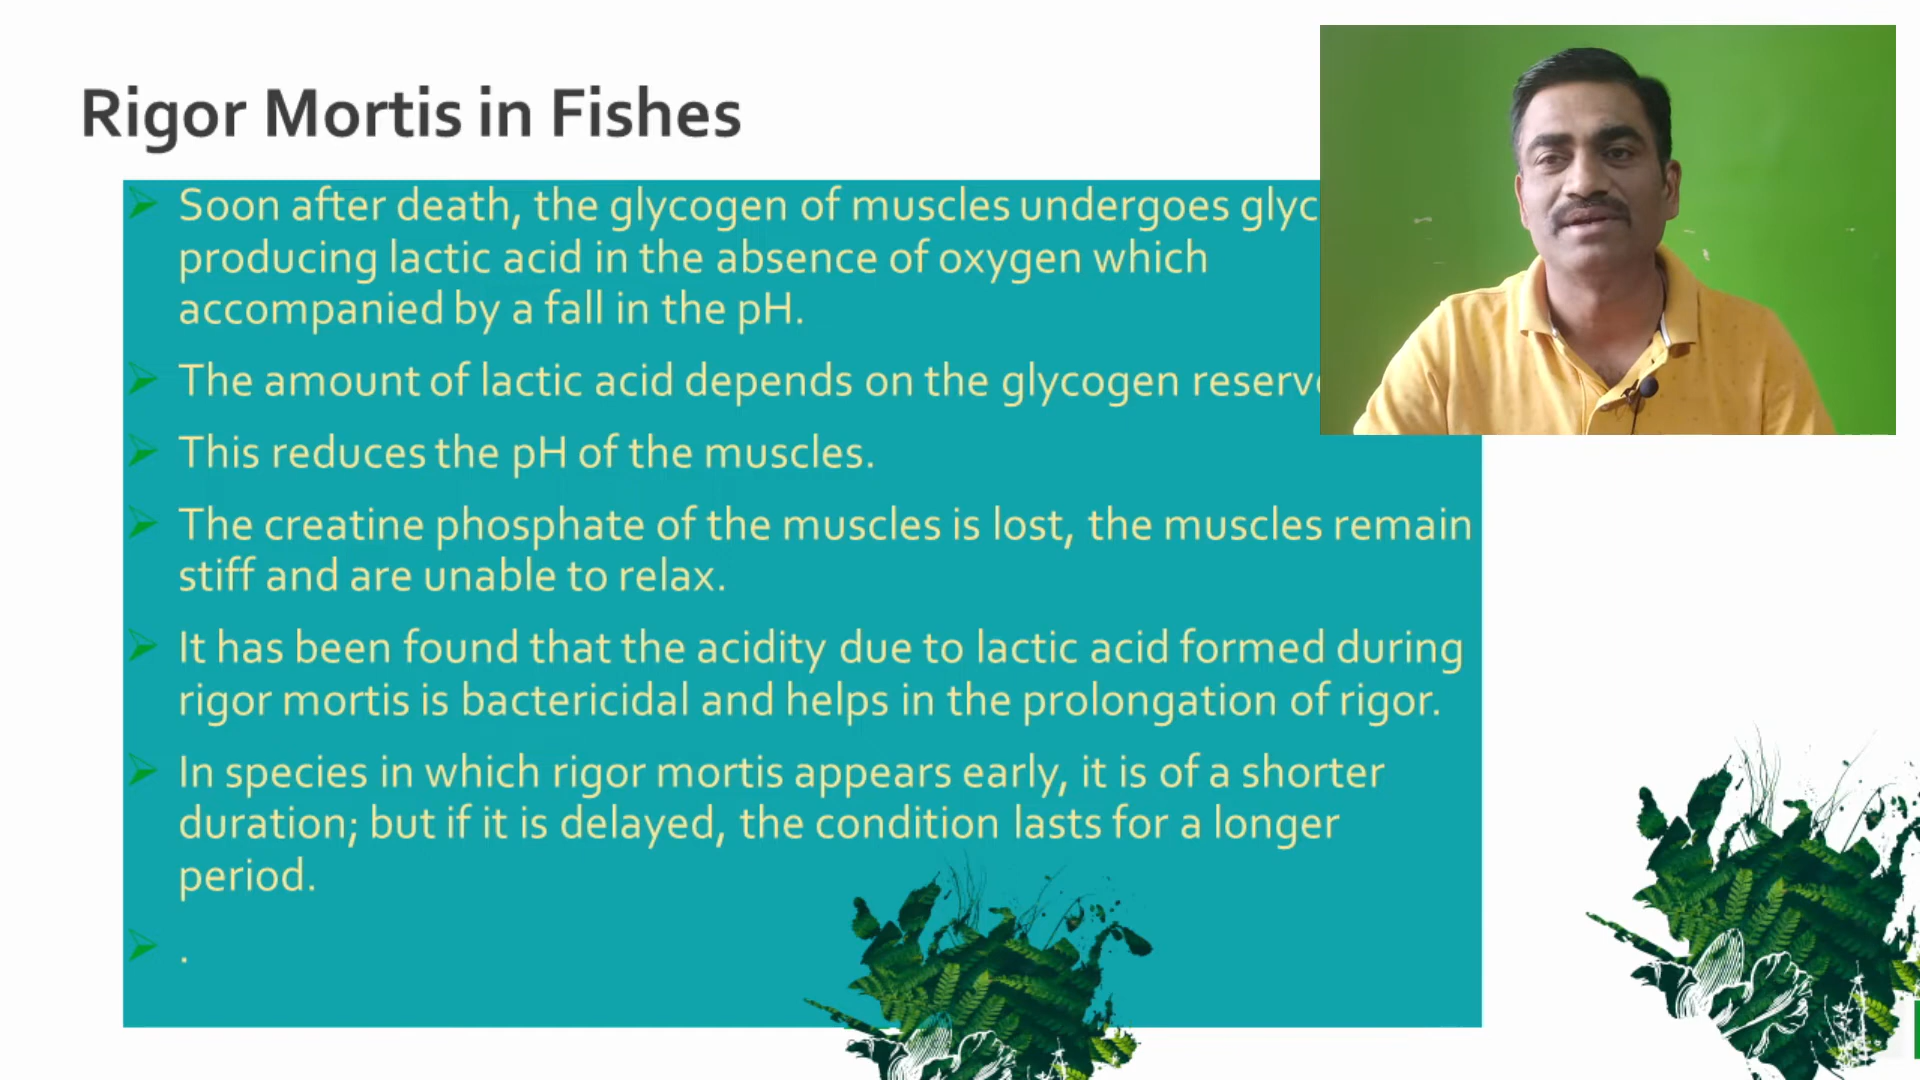 Rigor Mortis in Fishes
Soon after death, the glycogen of muscles undergoes
producing lactic acid in the absence of oxygen which
accompanied by a fall in the pH.
The amount of lactic acid depends on the glycogen
This reduces the pH of the muscles.
The creatine phosphate of the muscles is lost, the muscles remain
stiff and are unable to relax.
It has been found that the acidity due to lactic acid formed during
rigor mortis is bactericidal and helps in the prolongation of rigor.
In species in which rigor mortis appears early, it is of a shorter
duration; but if it is delayed, the condition lasts for a longer
period.
.